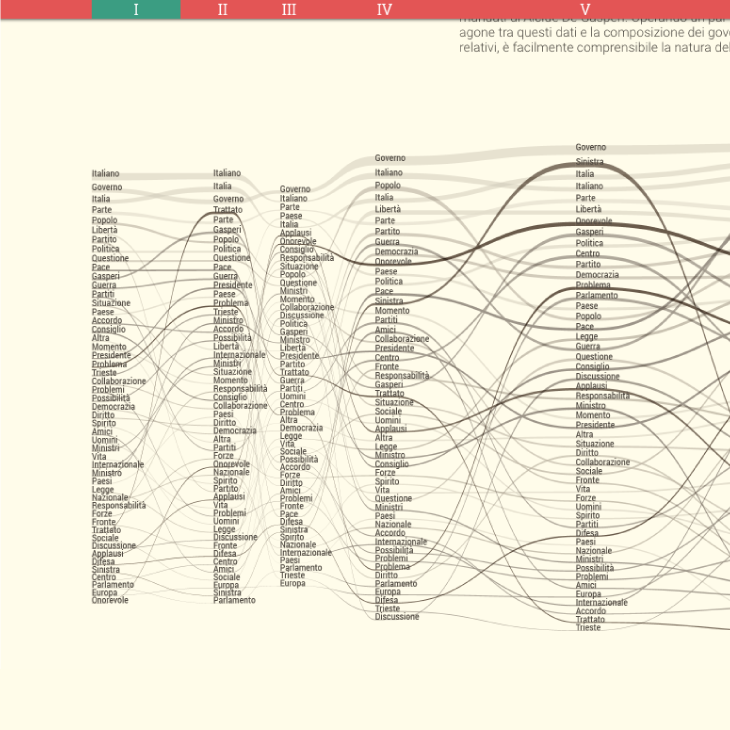 I II III IV V
agone tra questi dati e la composizione dei gov
relativi, è facilmente comprensibile la natura del
Italiano
Governo
Italia
Parte
Popolo
Libertà
Partito
Politica
Questione
Pace
Gasperi
Guerra
Partiti
Situazione
Paese
Accordo
Consiglio
Altra
Momento
Presidente
Problema
Trieste
Collaborazione
Problemi
Possibilità
Democrazia
Diritto
Spirito
Amici
Uomini
Ministri
Vita
Internazionale
Ministro
Paesi
Legge
Nazionale
Responsabilità
Forze
Fronte
Trattato
Sociale
Discussione
Applausi
Difesa
Sinistra
Centro
Parlamento
Europa
Onorevole
Italiano
Italia
Governo
Trattato
Parte
Gasperi
Popolo
Politica
Questione
Pace
Guerra
Presidente
Paese
Problema
Trieste
Ministro
Accordo
Possibilità
Libertà
Internazionale
Ministri
Situazione
Momento
Responsabilità
Consiglio
Collaborazione
Paesi
Diritto
Democrazia
Altra
Partiti
Forze
Onorevole
Nazionale
Spirito
Partito
Applausi
Vita
Problemi
Uomini
Legge
Discussione
Fronte
Difesa
Centro
Amici
Sociale
Europa
Sinistra
Parlamento
Governo
Italiano
Parte
Paese
Italia
Applausi
Onorevole
Consiglio
Responsabilità
Situazione
Popolo
Questione
Ministri
Momento
Collaborazione
Discussione
Politica
Gasperi
Ministro
Libertà
Presidente
Partito
Trattato
Guerra
Partiti
Uomini
Centro
Problema
Altra
Democrazia
Legge
Vita
Sociale
Possibilità
Accordo
Forze
Diritto
Amici
Problemi
Fronte
Pace
Difesa
Sinistra
Spirito
Nazionale
Internazionale
Paesi
Parlamento
Trieste
Europa
Governo
Italiano
Popolo
Italia
Libertà
Parte
Partito
Guerra
Democrazia
Onorevole
Paese
Politica
Pace
Sinistra
Momento
Partiti
Amici
Collaborazione
Presidente
Centro
Fronte
Responsabilità
Gasperi
Trattato
Situazione
Sociale
Uomini
Applausi
Altra
Legge
Ministro
Consiglio
Forze
Spirito
Vita
Questione
Ministri
Paesi
Nazionale
Accordo
Internazionale
Possibilità
Problemi
Problema
Diritto
Parlamento
Europa
Difesa
Trieste
Discussione
Governo
Sinistra
Italia
Italiano
Parte
Libertà
Onorevole
Gasperi
Politica
Centro
Partito
Democrazia
Problema
Parlamento
Paese
Popolo
Pace
Legge
Guerra
Questione
Consiglio
Discussione
Applausi
Responsabilità
Ministro
Momento
Presidente
Altra
Situazione
Diritto
Collaborazione
Sociale
Fronte
Vita
Forze
Uomini
Spirito
Partiti
Difesa
Paesi
Nazionale
Ministri
Possibilità
Problemi
Amici
Europa
Internazionale
Accordo
Trattato
Trieste